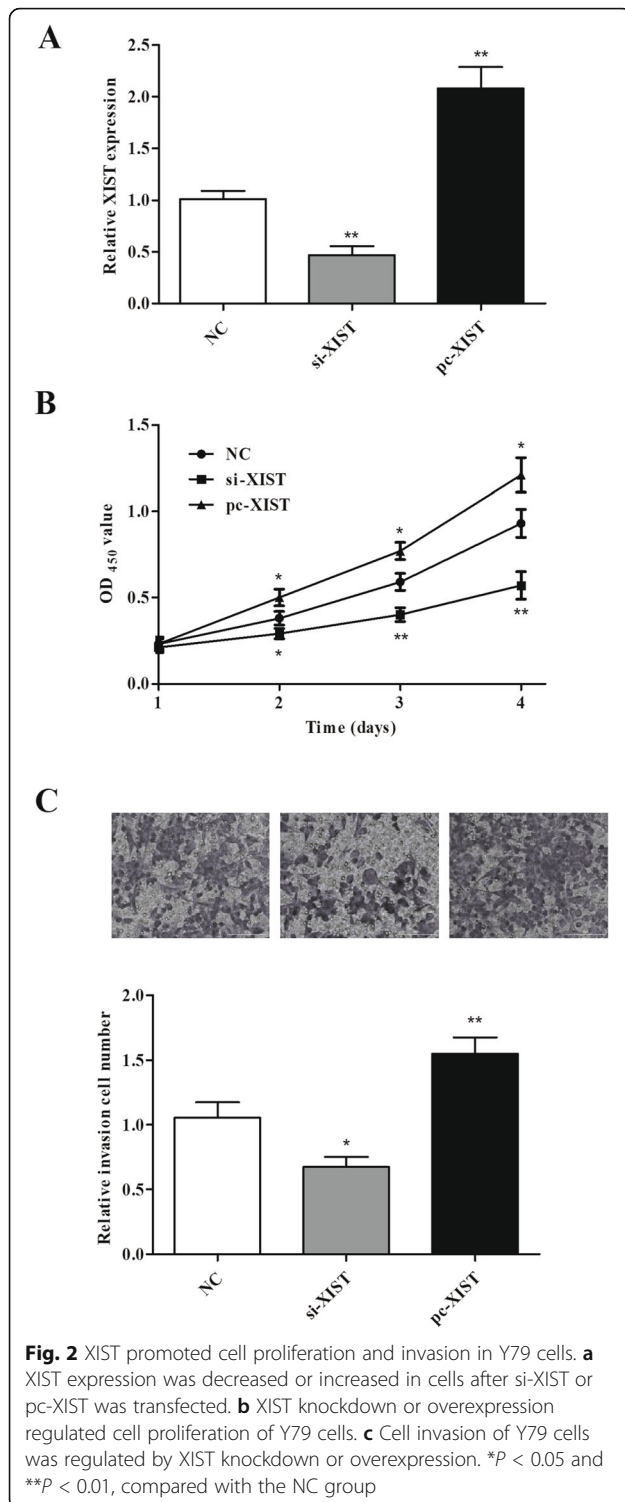 A
Relative XIST expression
2.5
2.0
1.5
1.0
0.5
0.0
**
**
NC
si-XIST
pc-XIST
B
OD 450 value
1.5
1.0
0.5
0.0
NC
si-XIST
pc-XIST
*
*
*
*
**
**
1
2
3
4
Time (days)
C
Relative invasion cell number
2.0
1.5
1.0
0.5
0.0
*
**
NC
si-XIST
pc-XIST
Fig. 2 XIST promoted cell proliferation and invasion in Y79 cells. a
XIST expression was decreased or increased in cells after si-XIST or
pc-XIST was transfected. b XIST knockdown or overexpression
regulated cell proliferation of Y79 cells. c Cell invasion of Y79 cells
was regulated by XIST knockdown or overexpression. *P < 0.05 and
**P < 0.01, compared with the NC group